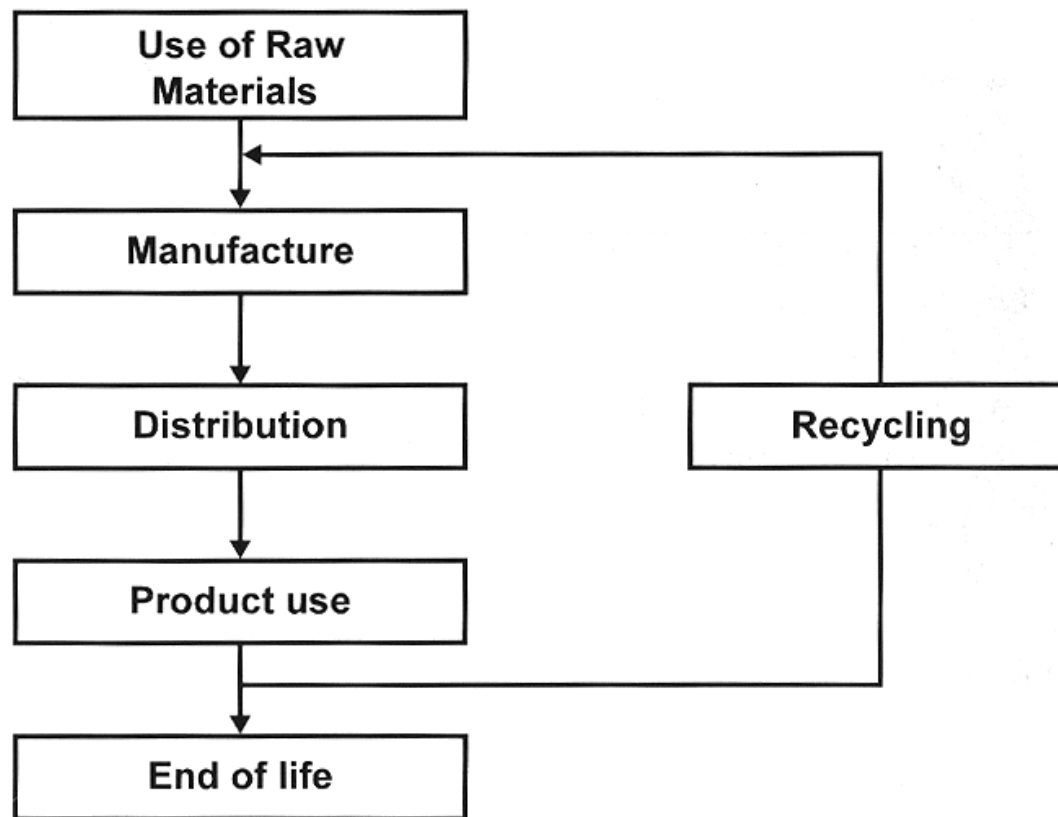 Use of Raw
Materials
Manufacture
Distribution
Recycling
Product use
End of life